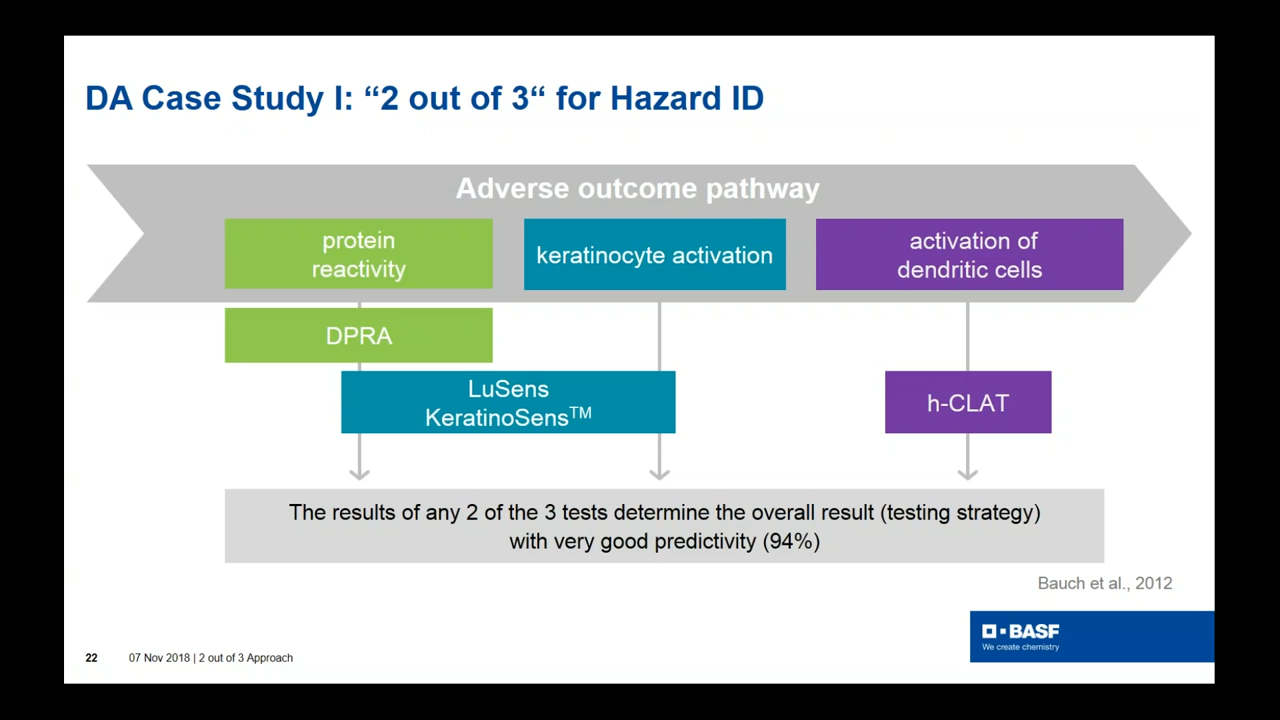 DA Case Study I: “2 out of 3“ for Hazard ID
Adverse outcome pathway
protein
reactivity
keratinocyte activation
activation of
dendritic cells
DPRA
LuSens
KeratinoSens™
h-CLAT
The results of any 2 of the 3 tests determine the overall result (testing strategy)
with very good predictivity (94%)
Bauch et al., 2012
BASF
We create chemistry
22 07 Nov 2018 | 2 out of 3 Approach